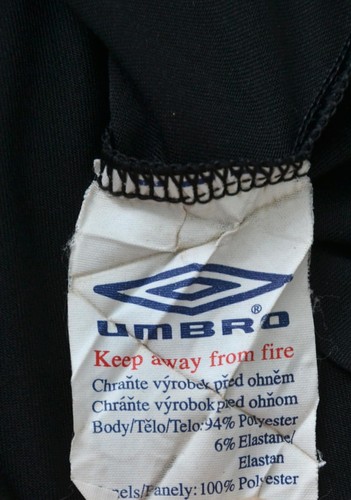 UMBRO®
Keep away from fire
Chraňte výrobek před ohněm
Chráňte výrobok pred ohňom
Body/Tělo/Telo:94% Polyester
6% Elastane/
Elastan
Panely:100% Polyester